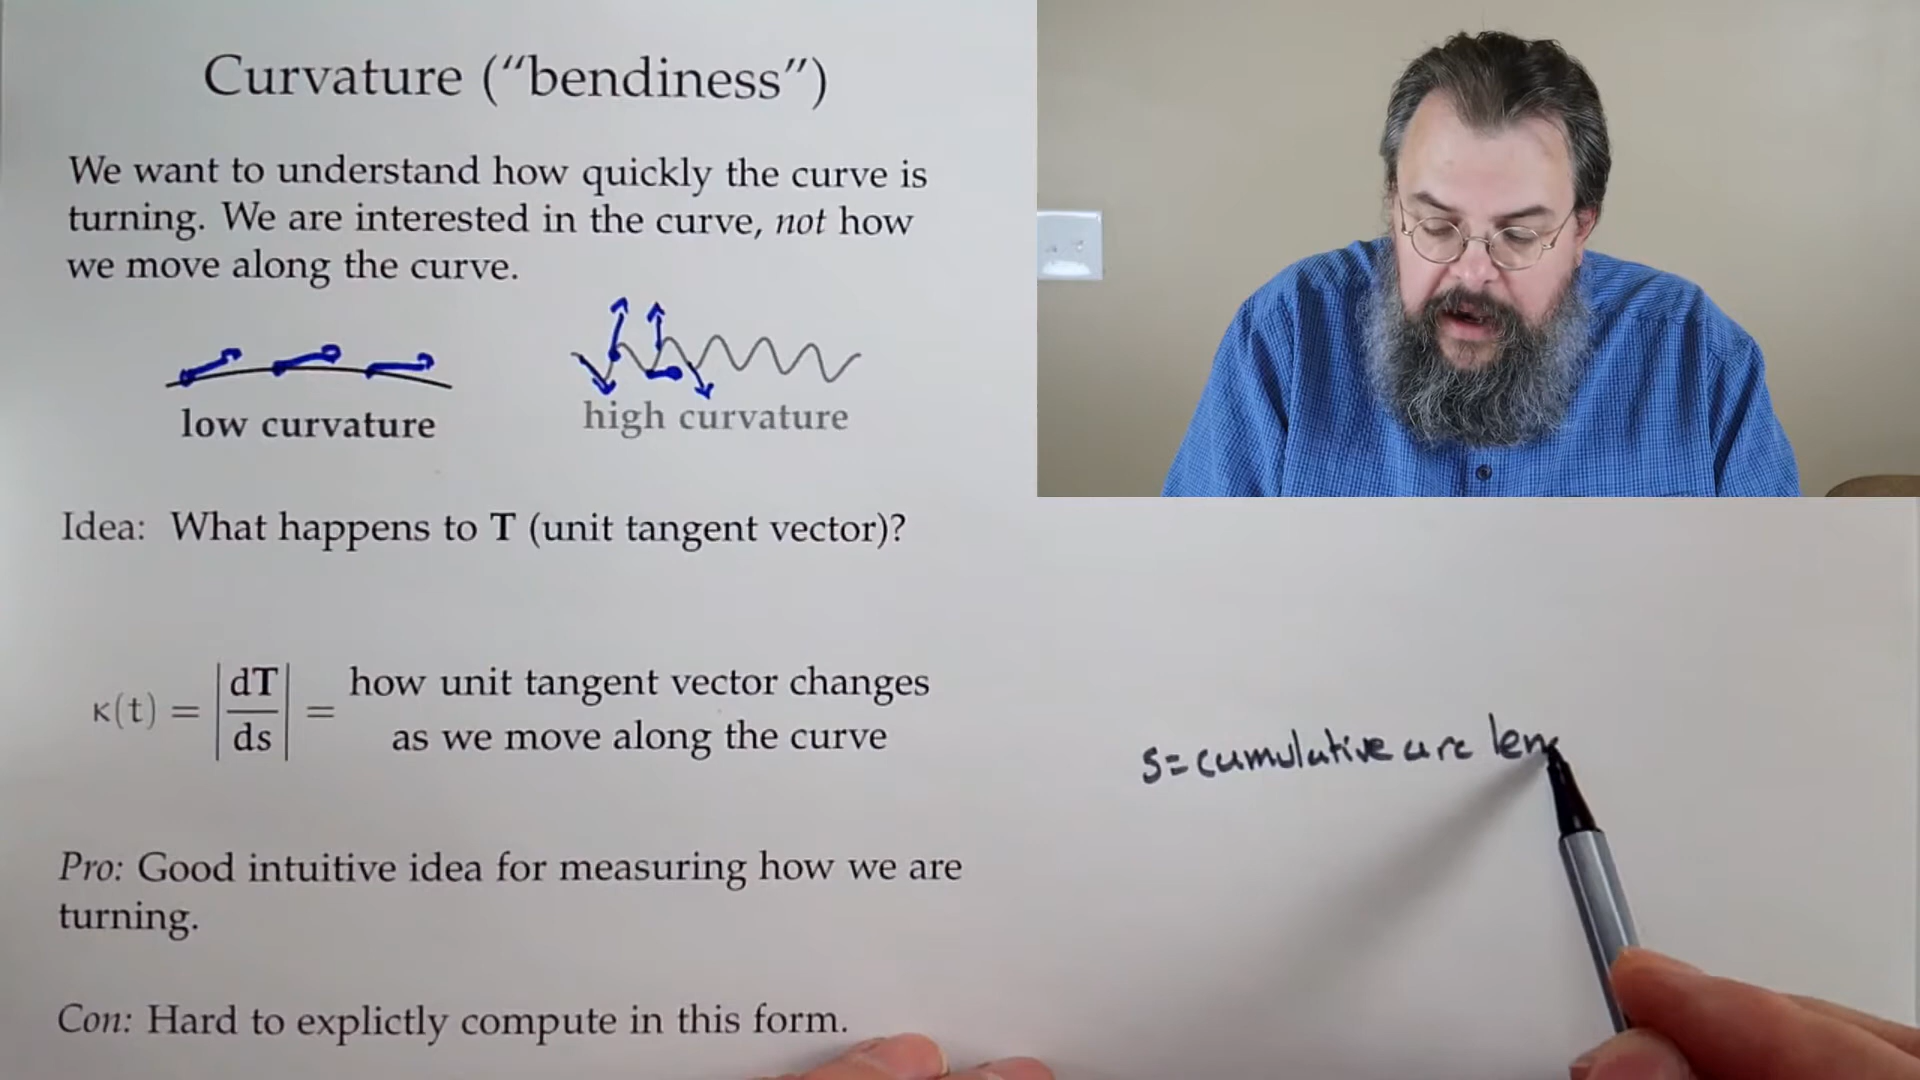 Curvature (“bendiness”)
We want to understand how quickly the curve is
turning. We are interested in the curve, not how
we move along the curve.
low curvature
high curvature
Idea: What happens to T (unit tangent vector)?
κ(t) = |dT/ds| = how unit tangent vector changes
as we move along the curve
s=cumulative arc leng
Pro: Good intuitive idea for measuring how we are
turning.
Con: Hard to explictly compute in this form.